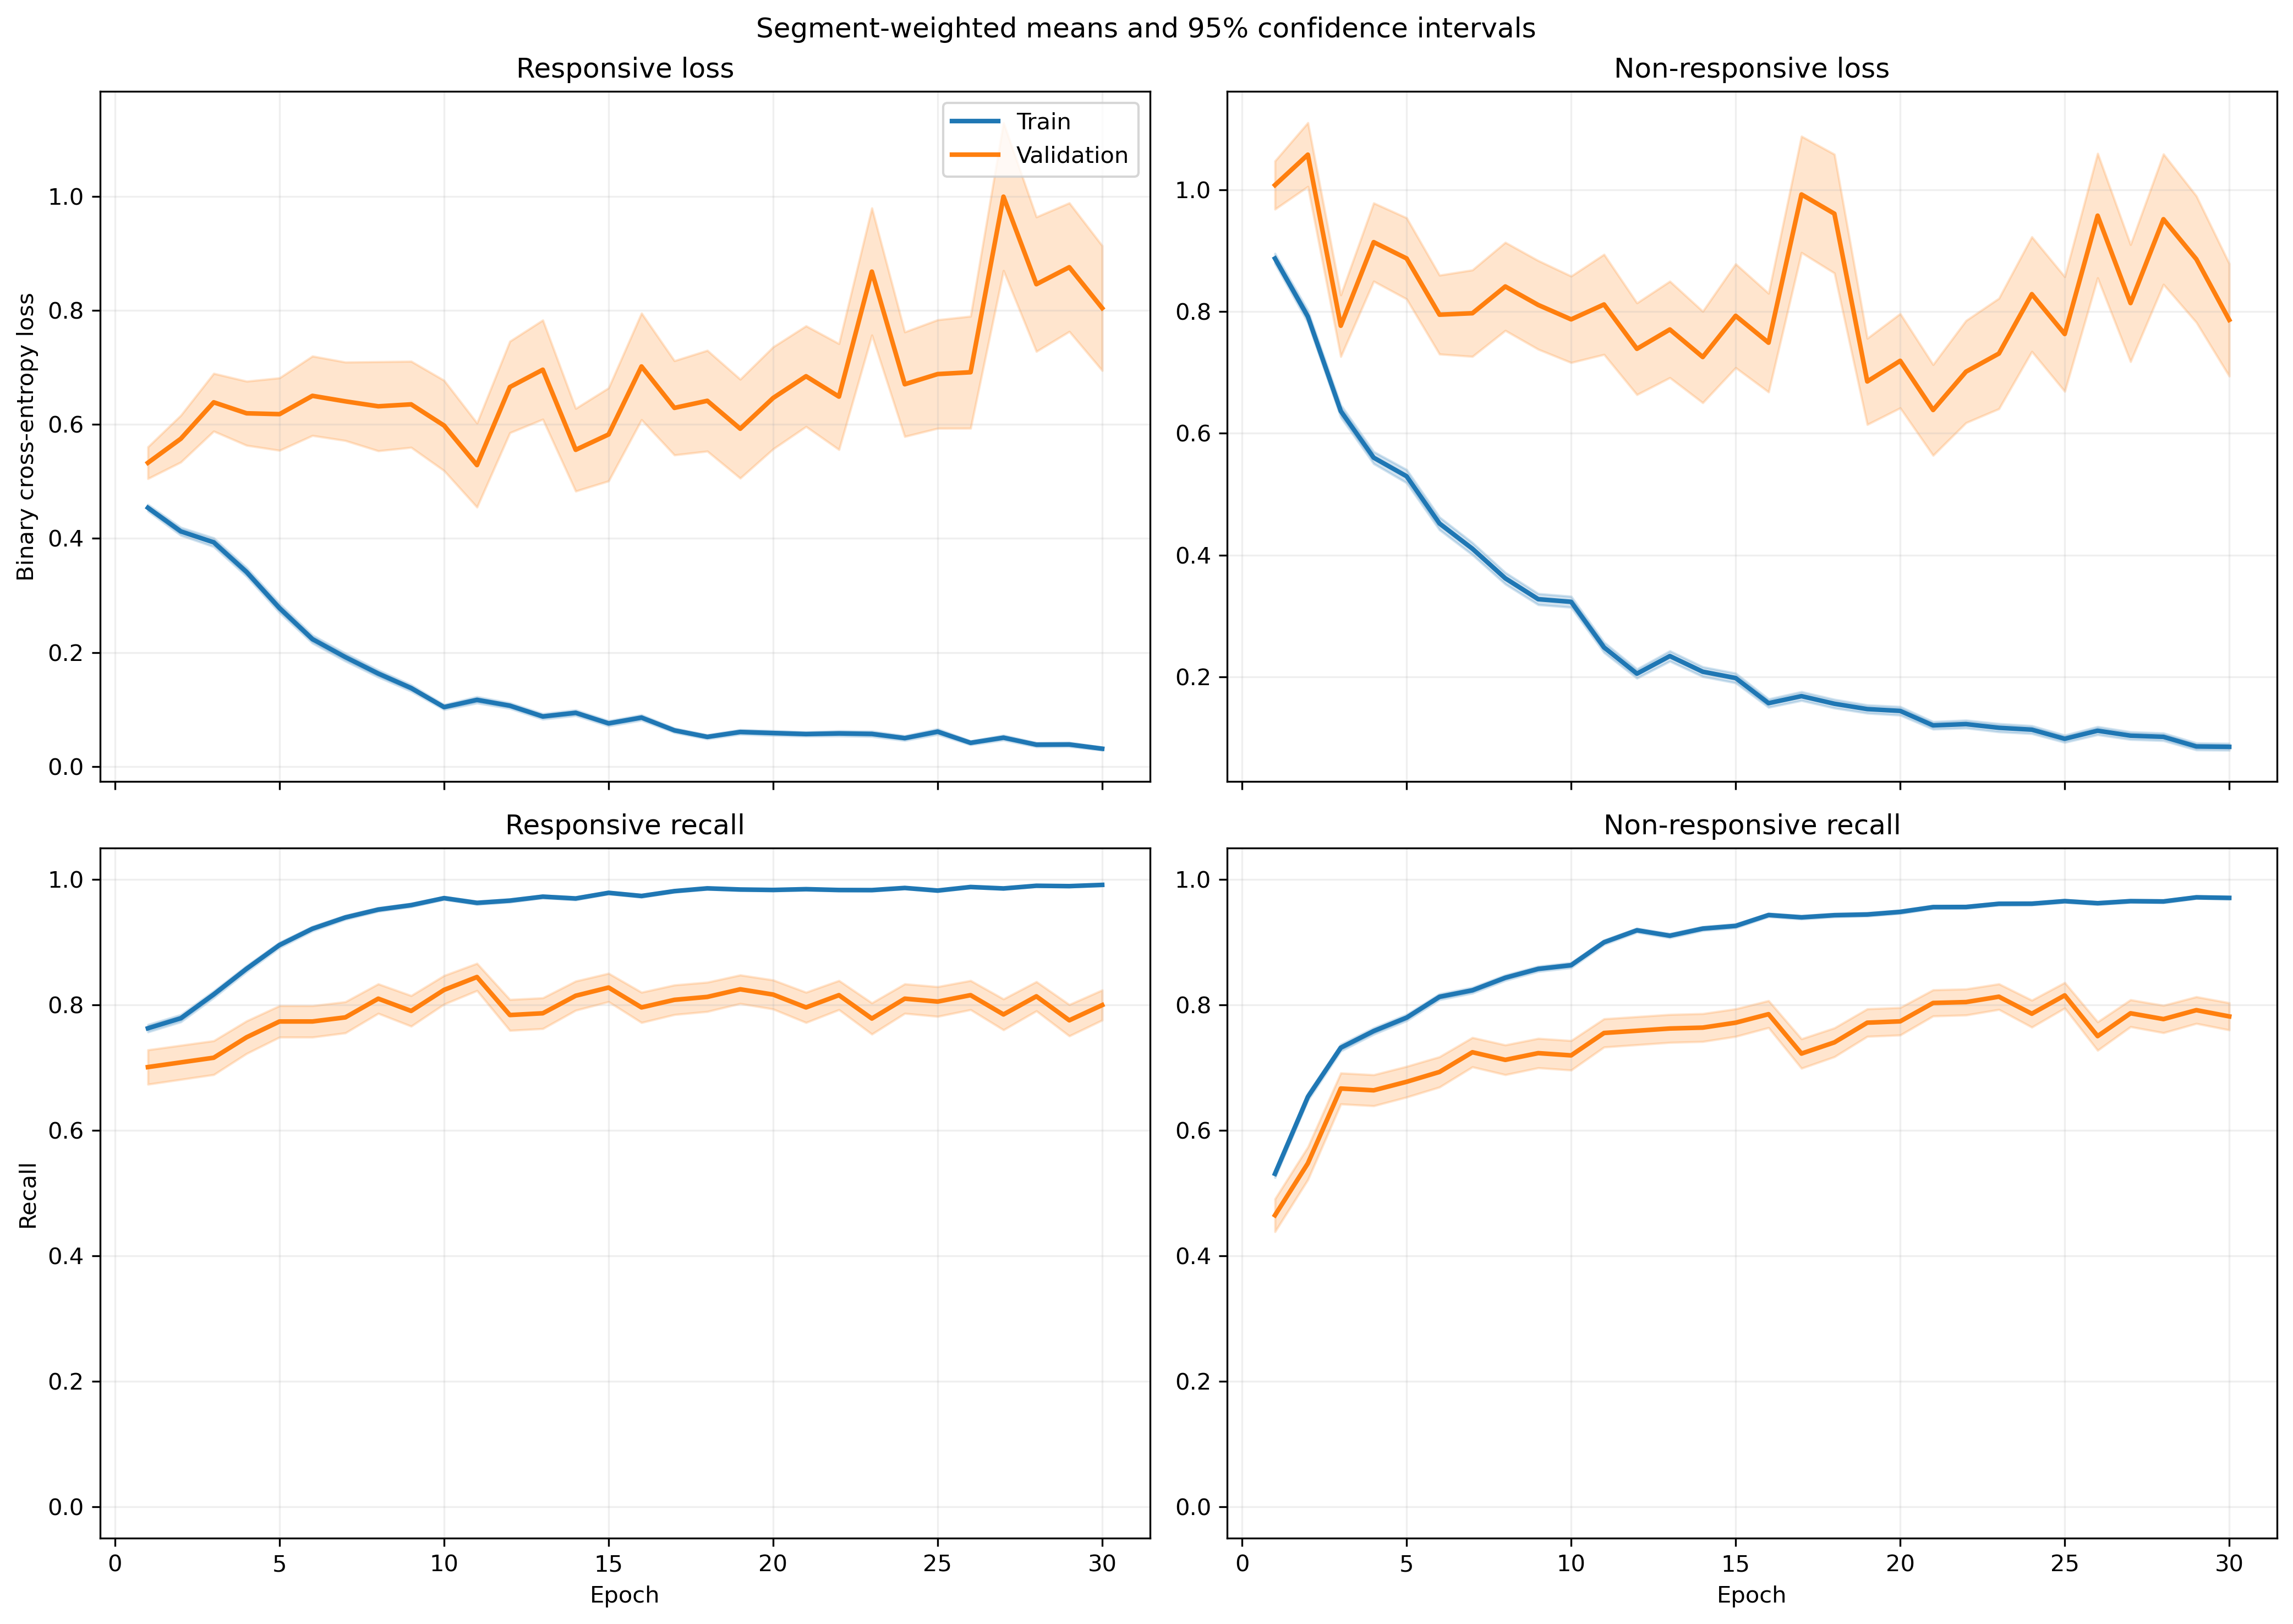 Segment-weighted means and 95% confidence intervals
Responsive loss
Non-responsive loss
Train
Validation
Binary cross-entropy loss
1.0
0.8
0.6
0.4
0.2
0.0
1.0
0.8
0.6
0.4
0.2
Responsive recall
Non-responsive recall
Recall
1.0
0.8
0.6
0.4
0.2
0.0
0 5 10 15 20 25 30
Epoch
1.0
0.8
0.6
0.4
0.2
0.0
0 5 10 15 20 25 30
Epoch